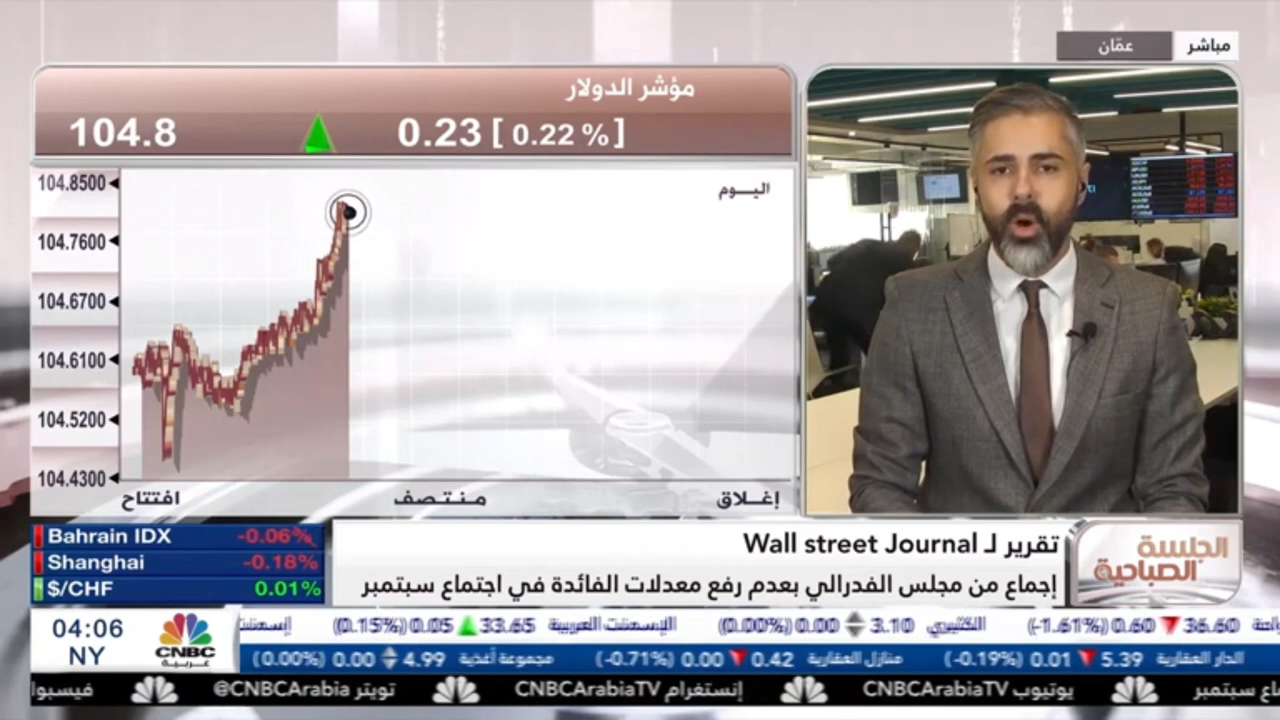 مباشر عمّان
مؤشر الدولار
104.8 ▲ 0.23 [ 0.22 % ]
اليوم
104.8500
104.7600
104.6700
104.6100
104.5200
104.4300
افتتاح منتصف إغلاق
Bahrain IDX -0.06%
Shanghai -0.18%
$/CHF 0.01%
تقرير لـ Wall street Journal
إجماع من مجلس الفدرالي بعدم رفع معدلات الفائدة في اجتماع سبتمبر
الجلسة
الصباحية
04:06
NY
CNBC
عربية
36.60 ▼ 0.60 (-1.61%) الكثيري 3.10 0.00 (0.00%) الإسمنت العربية 33.65 ▲ 0.05 (0.15%) إسمنت
الدار العقارية 5.39 ▼ 0.01 (-0.19%) منازل العقارية 0.42 ▼ 0.00 (-0.71%) مجموعة أغذية 4.99 0.00 (0.00%)
سبتمبر يوتيوب CNBCArabiaTV إنستغرام CNBCArabiaTV تويتر @CNBCArabia فيسبوا